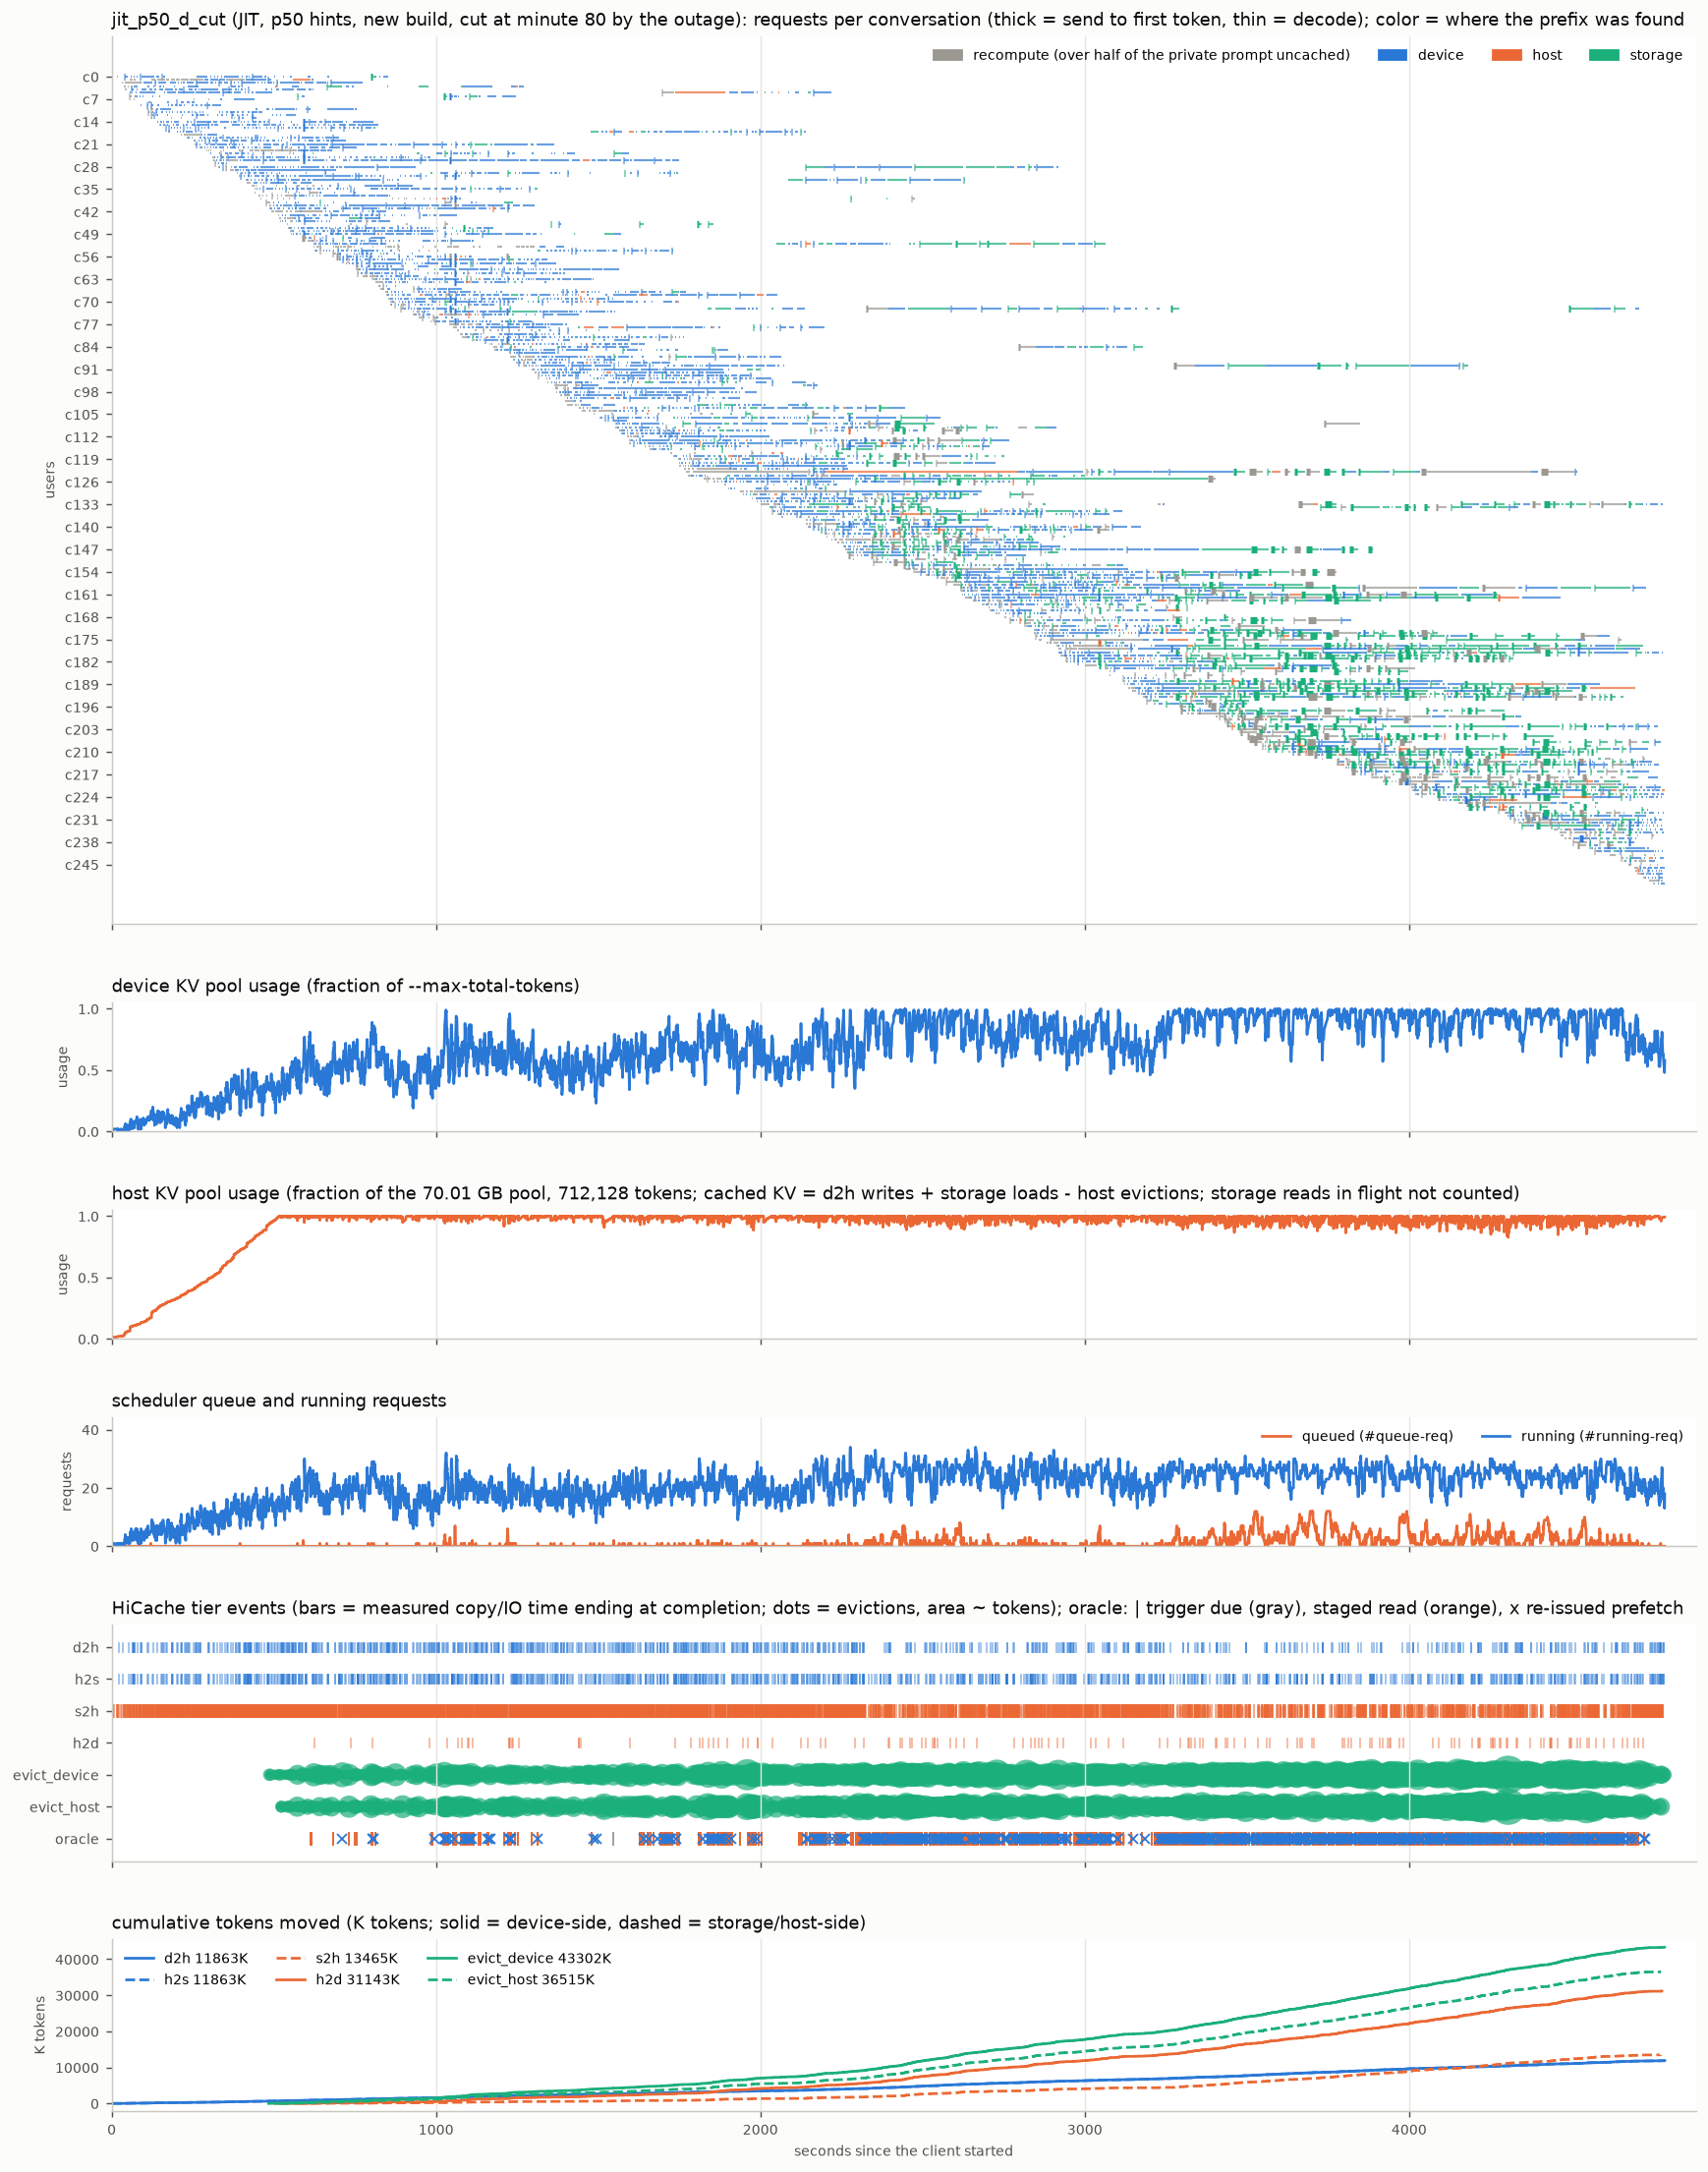 jit_p50_d_cut (JIT, p50 hints, new build, cut at minute 80 by the outage): requests per conversation (thick = send to first token, thin = decode); color = where the prefix was found
recompute (over half of the private prompt uncached)
device
host
storage
c0
c7
c14
c21
c28
c35
c42
c49
c56
c63
c70
c77
c84
c91
c98
c105
c112
c119
c126
c133
c140
c147
c154
c161
c168
c175
c182
c189
c196
c203
c210
c217
c224
c231
c238
c245
users
device KV pool usage (fraction of --max-total-tokens)
1.0
0.5
0.0
usage
host KV pool usage (fraction of the 70.01 GB pool, 712,128 tokens; cached KV = d2h writes + storage loads - host evictions; storage reads in flight not counted)
1.0
0.5
0.0
usage
scheduler queue and running requests
40
20
0
requests
queued (#queue-req)
running (#running-req)
HiCache tier events (bars = measured copy/IO time ending at completion; dots = evictions, area ~ tokens); oracle: | trigger due (gray), staged read (orange), x re-issued prefetch
d2h
h2s
s2h
h2d
evict_device
evict_host
oracle
cumulative tokens moved (K tokens; solid = device-side, dashed = storage/host-side)
d2h 11863K
s2h 13465K
evict_device 43302K
h2s 11863K
h2d 31143K
evict_host 36515K
40000
30000
20000
10000
0
K tokens
0
1000
2000
3000
4000
seconds since the client started